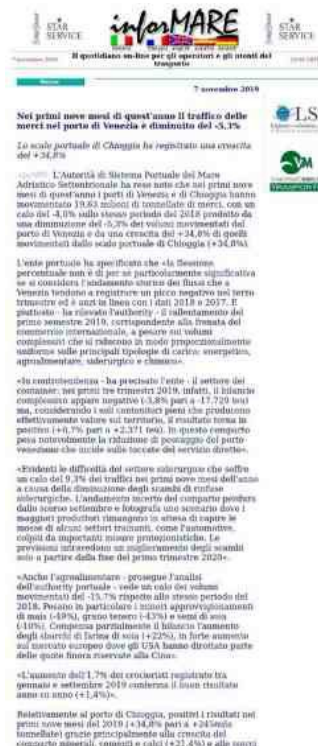 STAR
SERVICE
inforMARE
STAR
SERVICE
Il quotidiano on-line per gli operatori e gli utenti del
trasporto
7 novembre 2019
Nei primi nove mesi di quest'anno il traffico delle
merci nel porto di Venezia è diminuito del -5,3%
Lo scalo portuale di Chioggia ha registrato una crescita
del +34,8%
L'Autorità di Sistema Portuale del Mare
Adriatico Settentrionale ha reso noto che nei primi nove
mesi di quest'anno i porti di Venezia e di Chioggia hanno
movimentato 19,63 milioni di tonnellate di merci, con un
calo del -4,0% sullo stesso periodo del 2018 prodotto da
una diminuzione del -5,3% dei volumi movimentati dal
porto di Venezia e da una crescita del +34,8% di quelli
movimentati dallo scalo portuale di Chioggia (+34,8%).
L'ente portuale ha specificato che «la flessione
percentuale non è di per se particolarmente significativa
se si considera l'andamento storico dei flussi che a
Venezia tendono a registrare un picco negativo nel terzo
trimestre ed è anzi in linea con i dati 2018 e 2017. È
piuttosto - ha rilevato l'authority - il rallentamento del
primo semestre 2019, corrispondente alla frenata del
commercio internazionale, a pesare sui volumi
complessivi che si riducono in modo proporzionalmente
uniforme sulle principali tipologie di carico: energetico,
agroalimentare, siderurgico e chimico».
«In controtendenza - ha precisato l'ente - il settore dei
container: nei primi tre trimestri 2019, infatti, il bilancio
complessivo appare negativo (-3,8% pari a -17.729 teu)
ma, considerando i soli contenitori pieni che producono
effettivamente valore sul territorio, il risultato torna in
positivo (+0,7% pari a +2.371 teu). In questo comparto
pesa notevolmente la riduzione di pescaggio del porto
veneziano che incide sulle toccate del servizio diretto».
«Evidenti le difficoltà del settore siderurgico che soffre
un calo del 9,3% dei traffici nei primi nove mesi dell'anno
a causa della diminuzione degli scambi di rinfuse
siderurgiche. L'andamento incerto del comparto perdura
dallo scorso settembre e fotografa uno scenario dove i
maggiori produttori rimangono in attesa di capire le
mosse di alcuni settori trainanti, come l'automotive,
colpiti da importanti misure protezionistiche. Le
previsioni intravedono un miglioramento degli scambi
solo a partire dalla fine del primo trimestre 2020».
«Anche l'agroalimentare - prosegue l'analisi
dell'authority portuale - vede un calo dei volumi
movimentati del -15,7% rispetto allo stesso periodo del
2018. Pesano in particolare i minori approvvigionamenti
di mais (-49%), grano tenero (-43%) e semi di soia
(-10%). Compensa parzialmente il bilancio l'aumento
degli sbarchi di farina di soia (+22%), in forte aumento
sul mercato europeo dove gli USA hanno dirottato parte
delle quote finora riservate alla Cina».
«L'aumento dell'1,7% dei crocieristi registrato tra
gennaio e settembre 2019 conferma il buon risultato
anno su anno (+1,4%)».
Relativamente al porto di Chioggia, positivi i risultati nei
primi nove mesi del 2019 (+34,8% pari a +245mila
tonnellate) grazie principalmente alla crescita del
comparto minerali, cementi e calci (+21,4%) e allo
LS